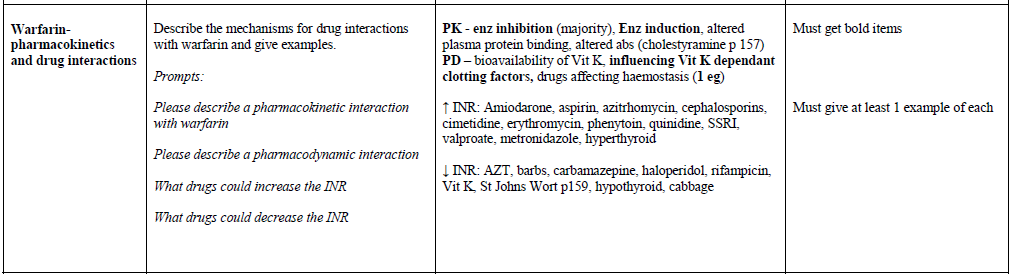 Warfarin-
pharmacokinetics
and drug interactions
Describe the mechanisms for drug interactions
with warfarin and give examples.
Prompts:
Please describe a pharmacokinetic interaction
with warfarin
Please describe a pharmacodynamic interaction
What drugs could increase the INR
What drugs could decrease the INR
PK - enz inhibition (majority), Enz induction, altered
plasma protein binding, altered abs (cholestyramine p 157)
PD – bioavailability of Vit K, influencing Vit K dependant
clotting factors, drugs affecting haemostasis (1 eg)
↑ INR: Amiodarone, aspirin, azitrhomycin, cephalosporins,
cimetidine, erythromycin, phenytoin, quinidine, SSRI,
valproate, metronidazole, hyperthyroid
↓ INR: AZT, barbs, carbamazepine, haloperidol, rifampicin,
Vit K, St Johns Wort p159, hypothyroid, cabbage
Must get bold items
Must give at least 1 example of each